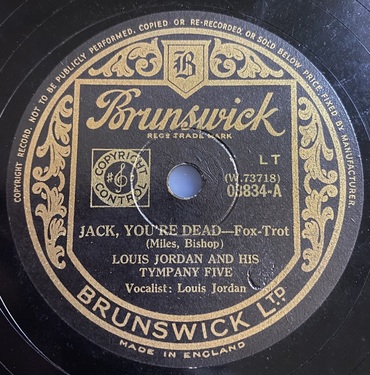 COPYRIGHT RECORD. NOT TO BE PUBLICLY PERFORMED, COPIED OR RE-RECORDED OR SOLD BELOW PRICE FIXED BY MANUFACTURER.
B
Brunswick
REGD TRADE MARK
COPYRIGHT
CONTROL
LT
(W.73718)
03834-A
JACK, YOU'RE DEAD—Fox-Trot
(Miles, Bishop)
LOUIS JORDAN AND HIS
TYMPANY FIVE
Vocalist: Louis Jordan
BRUNSWICK LTD
MADE IN ENGLAND